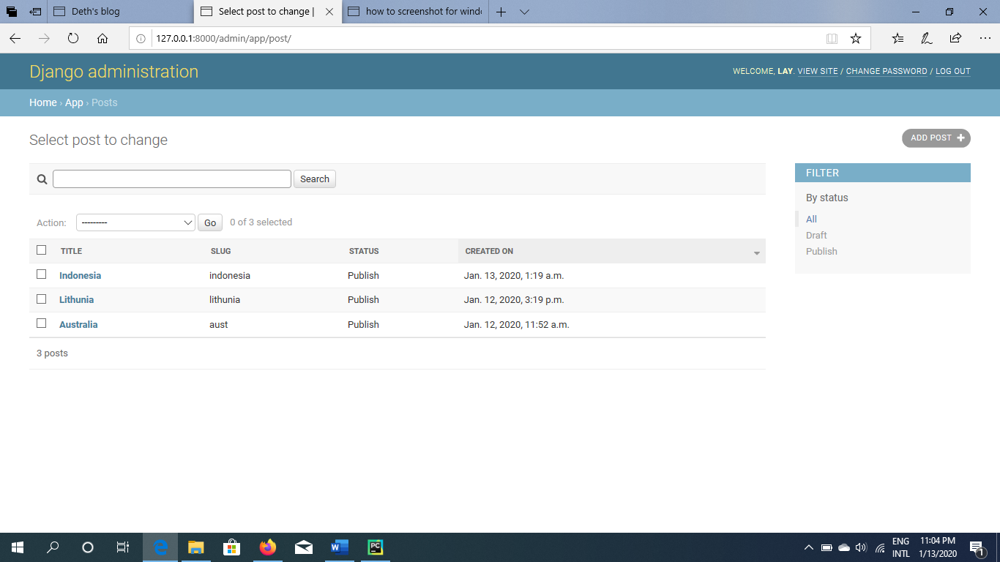 Deth's blog
Select post to change |
how to screenshot for wind
127.0.0.1:8000/admin/app/post/
Django administration
WELCOME, LAY. VIEW SITE / CHANGE PASSWORD / LOG OUT
Home › App › Posts
Select post to change
ADD POST
Search
FILTER
By status
All
Draft
Publish
Action: --------- Go 0 of 3 selected
TITLE SLUG STATUS CREATED ON
Indonesia indonesia Publish Jan. 13, 2020, 1:19 a.m.
Lithunia lithunia Publish Jan. 12, 2020, 3:19 p.m.
Australia aust Publish Jan. 12, 2020, 11:52 a.m.
3 posts
PC
ENG
INTL
11:04 PM
1/13/2020
1